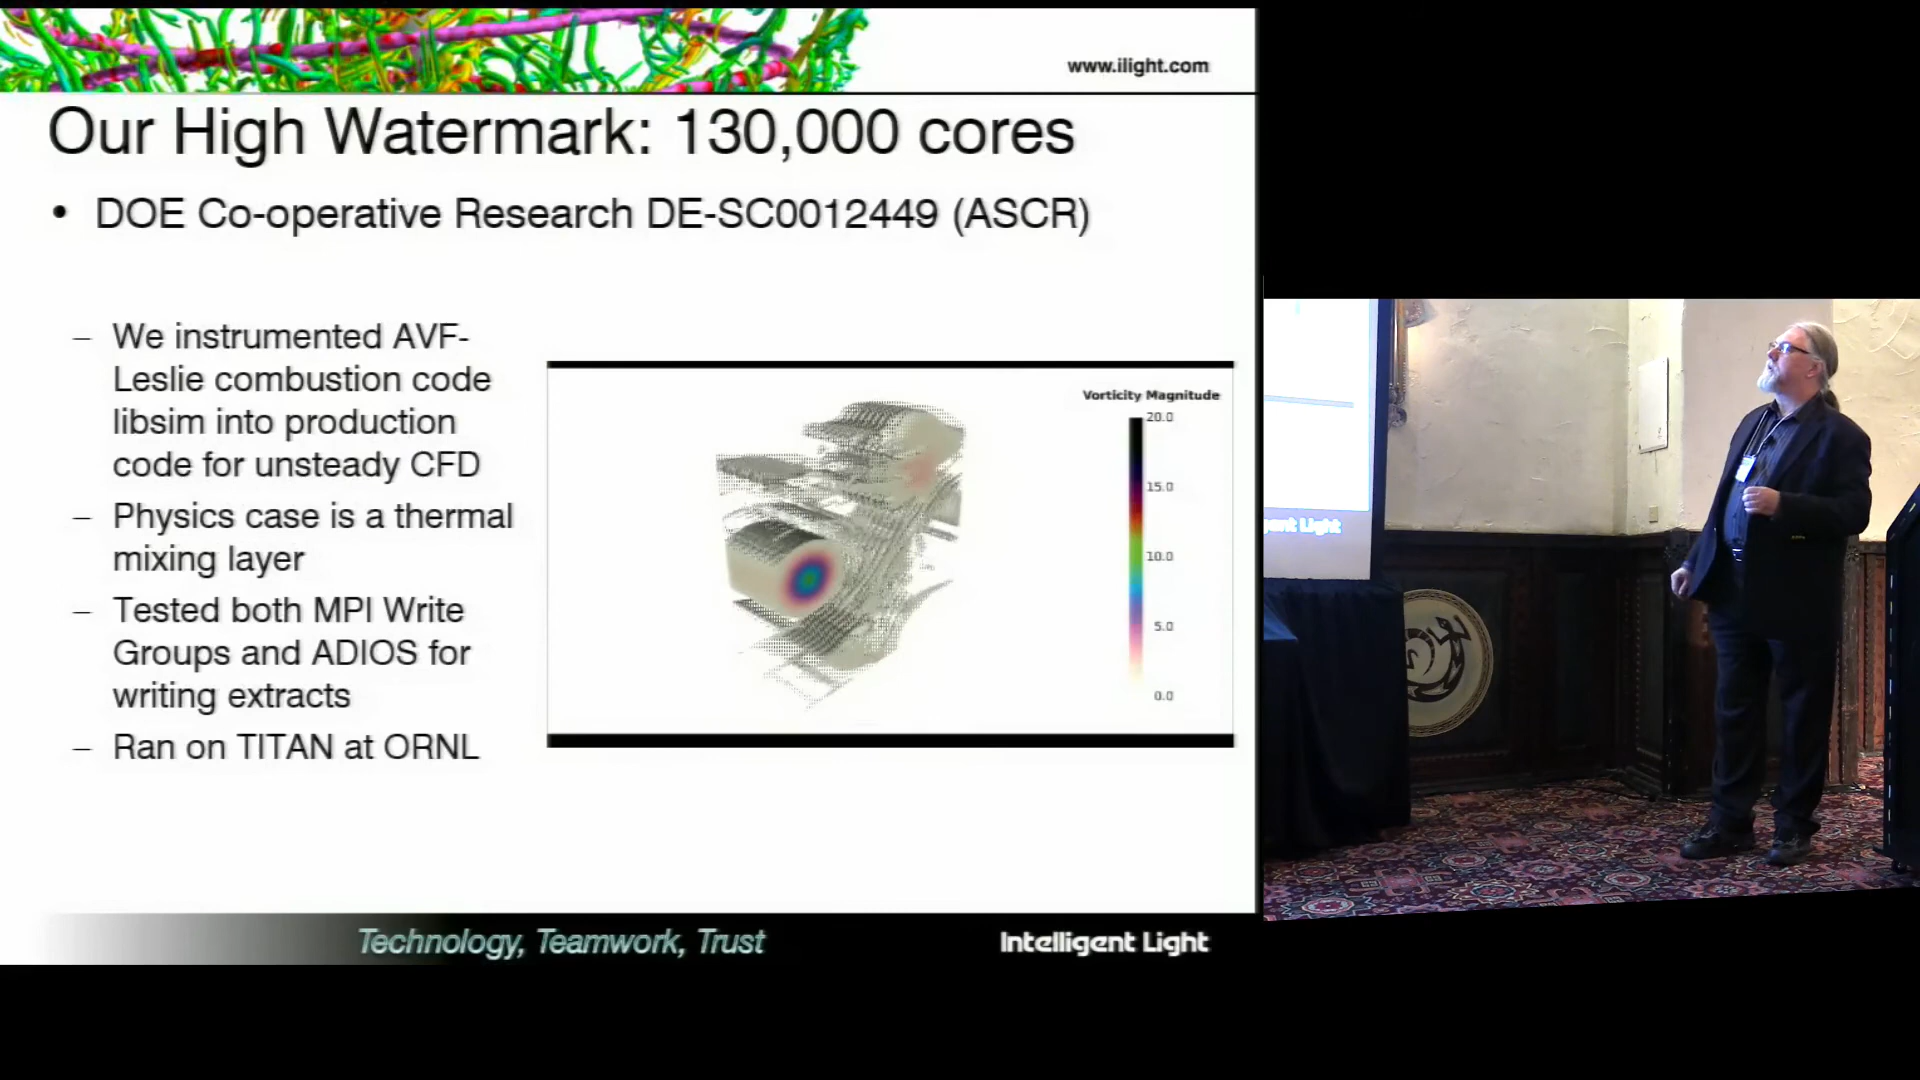 www.ilight.com
Our High Watermark: 130,000 cores
• DOE Co-operative Research DE-SC0012449 (ASCR)
– We instrumented AVF-
Leslie combustion code
libsim into production
code for unsteady CFD
– Physics case is a thermal
mixing layer
– Tested both MPI Write
Groups and ADIOS for
writing extracts
– Ran on TITAN at ORNL
Vorticity Magnitude
20.0
15.0
10.0
5.0
0.0
Technology, Teamwork, Trust
Intelligent Light
Light